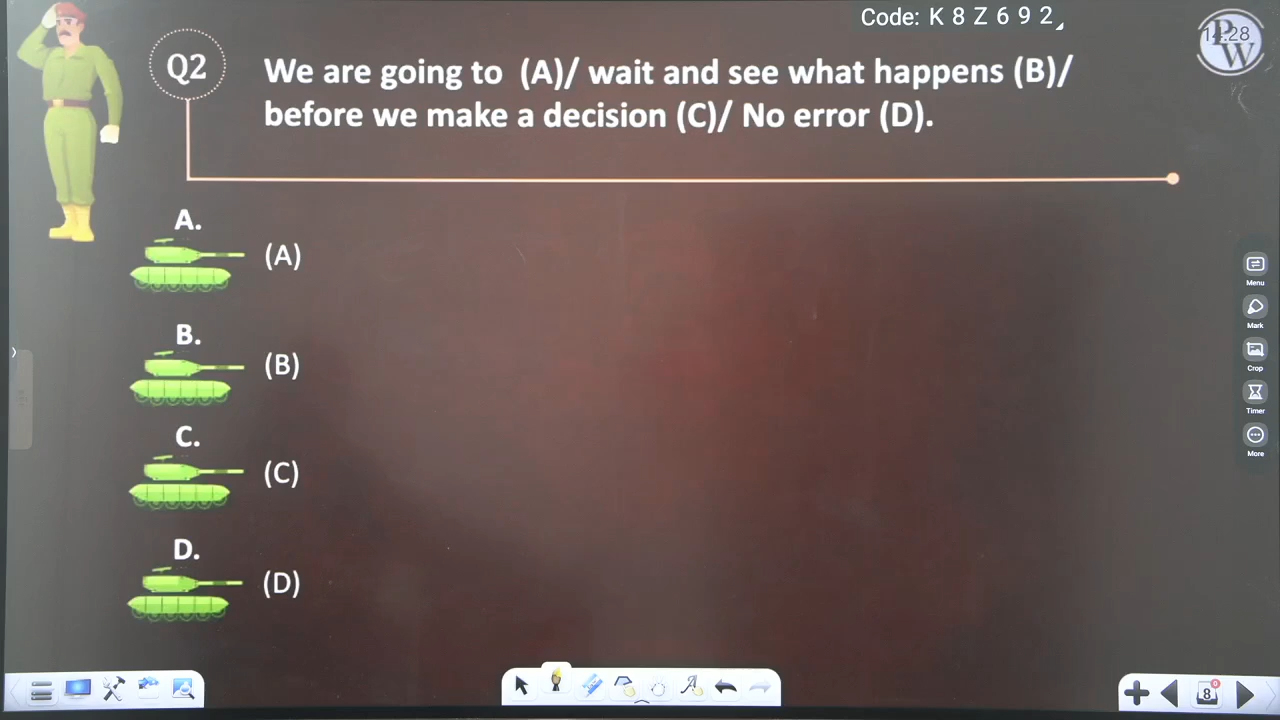 Code: K 8 Z 6 9 2
Q2
We are going to (A)/ wait and see what happens (B)/
before we make a decision (C)/ No error (D).
A.
(A)
B.
(B)
C.
(C)
D.
(D)
PW
Menu
Mark
Crop
Timer
More
8